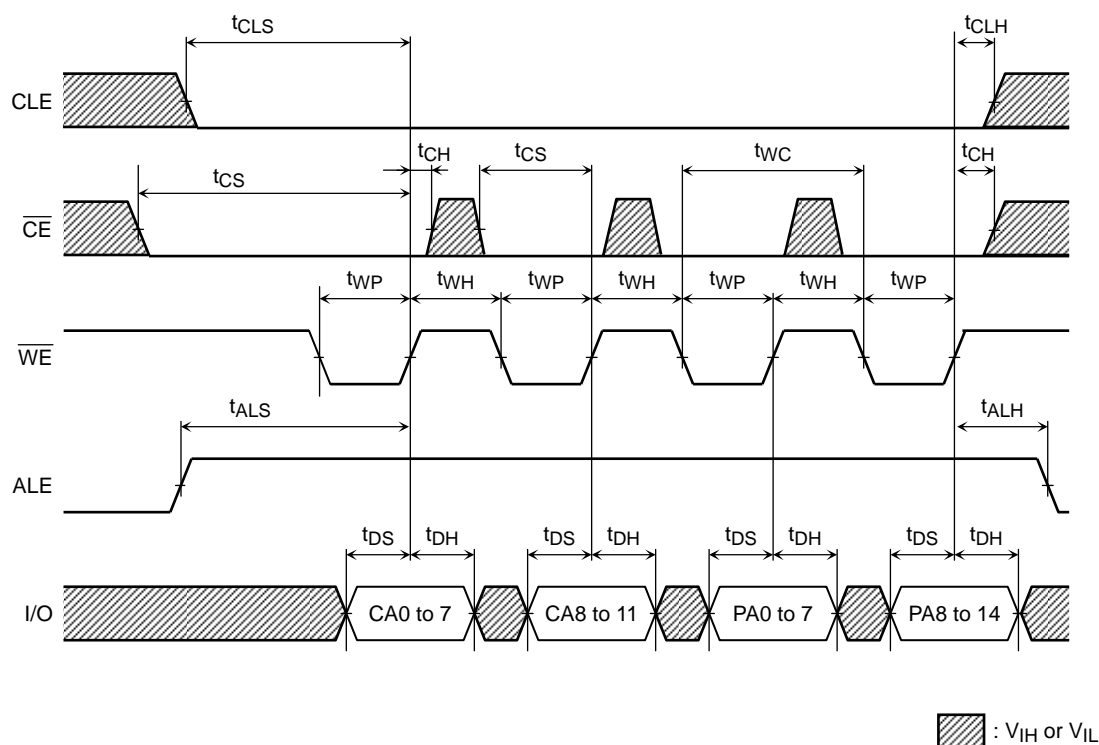 tCLS tCLH
CLE
tCH tCS tWC tCH
tCS
CE
tWP tWH tWP tWH tWP tWH tWP
WE
tALS tALH
ALE
tDS tDH tDS tDH tDS tDH tDS tDH
I/O CA0 to 7 CA8 to 11 PA0 to 7 PA8 to 14
: VIH or VIL